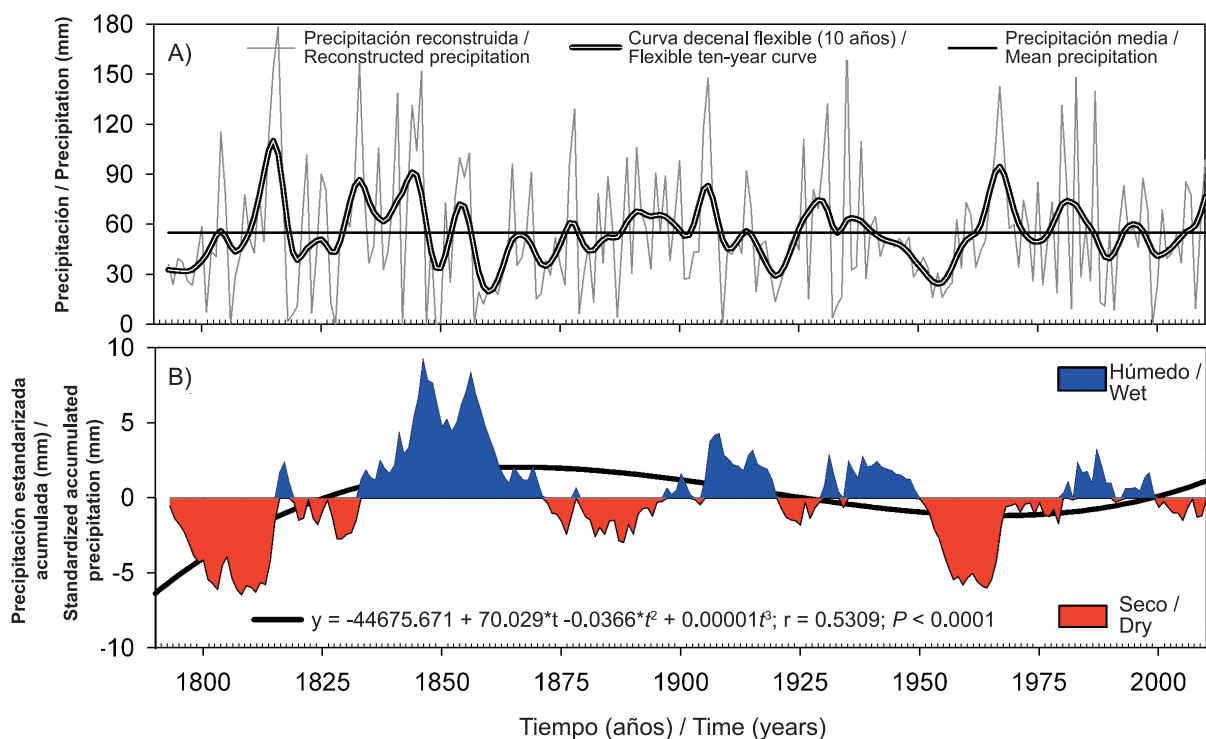 A)
Precipitación reconstruida /
Reconstructed precipitation
Curva decenal flexible (10 años) /
Flexible ten-year curve
Precipitación media /
Mean precipitation
Precipitación / Precipitation (mm)
180
150
120
90
60
30
0
B)
Húmedo /
Wet
Precipitación estandarizada
acumulada (mm) /
Standardized accumulated
precipitation (mm)
10
5
0
-5
-10
y = -44675.671 + 70.029*t -0.0366*t² + 0.00001t³; r = 0.5309; P < 0.0001
Seco /
Dry
1800 1825 1850 1875 1900 1925 1950 1975 2000
Tiempo (años) / Time (years)